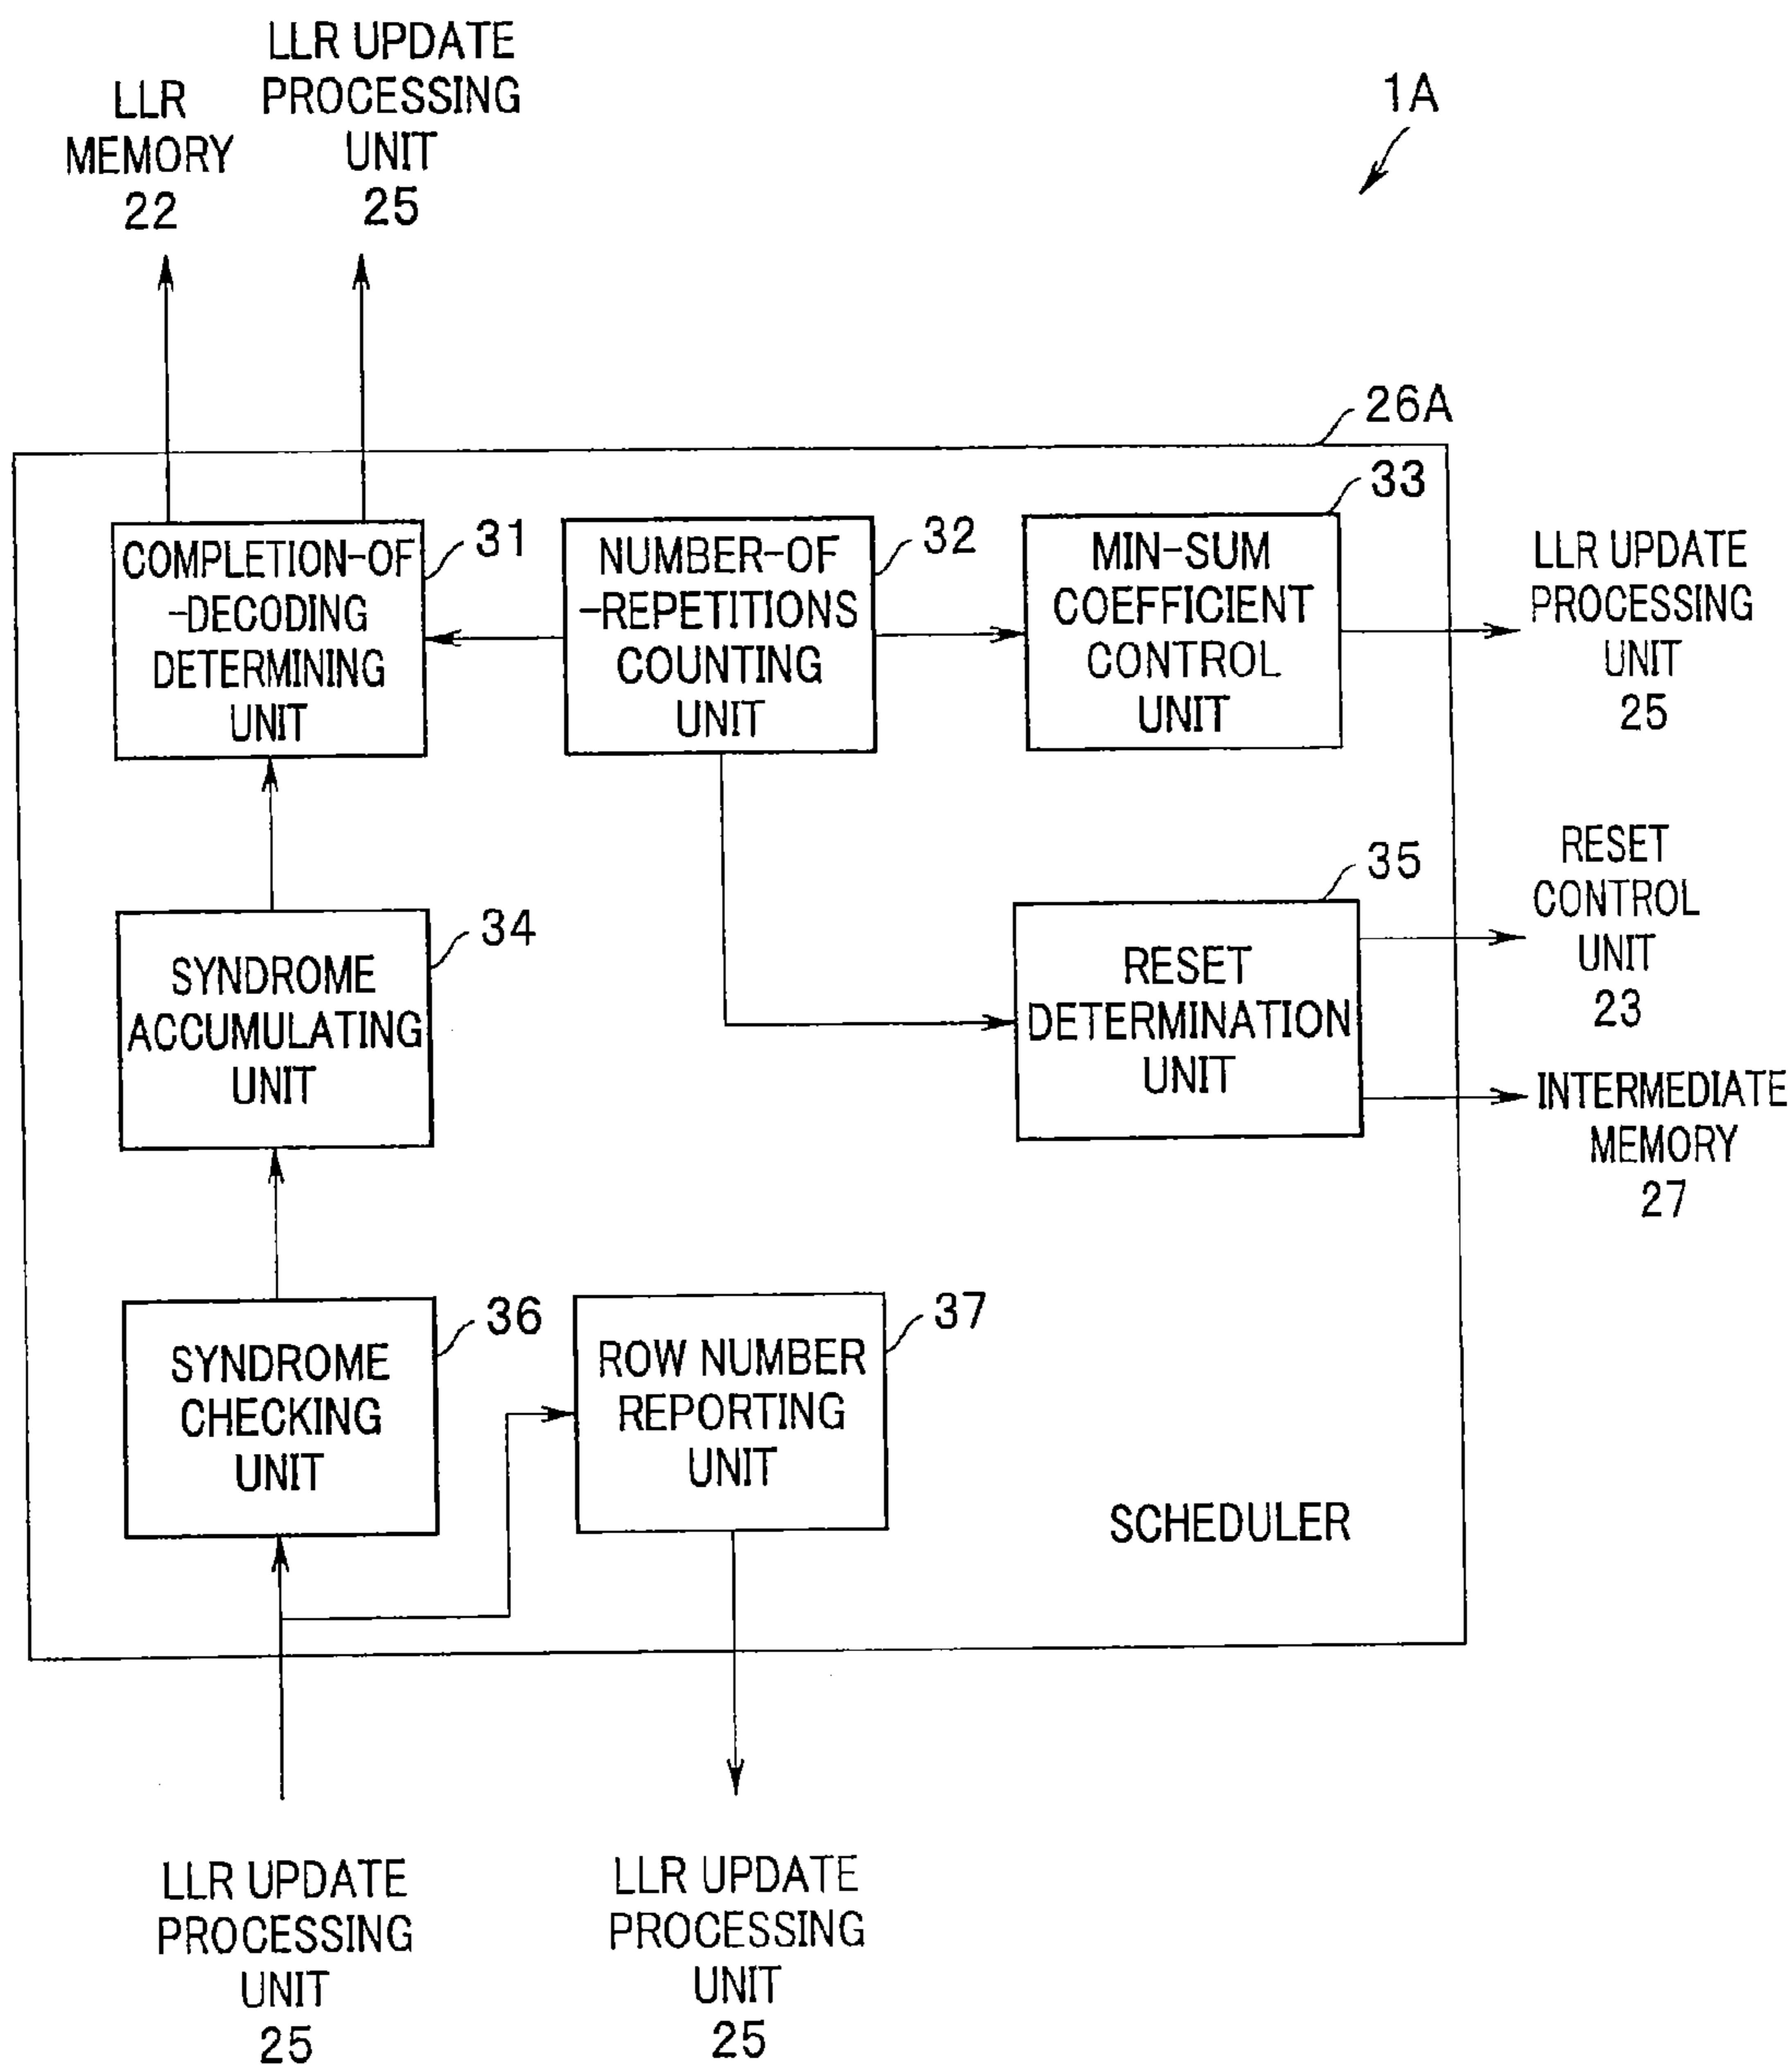 LLR UPDATE
PROCESSING
UNIT
25
LLR
MEMORY
22
1A
26A
COMPLETION-OF
-DECODING
DETERMINING
UNIT
31
NUMBER-OF
-REPETITIONS
COUNTING
UNIT
32
MIN-SUM
COEFFICIENT
CONTROL
UNIT
33
LLR UPDATE
PROCESSING
UNIT
25
SYNDROME
ACCUMULATING
UNIT
34
RESET
DETERMINATION
UNIT
35
RESET
CONTROL
UNIT
23
INTERMEDIATE
MEMORY
27
SYNDROME
CHECKING
UNIT
36
ROW NUMBER
REPORTING
UNIT
37
SCHEDULER
LLR UPDATE
PROCESSING
UNIT
25
LLR UPDATE
PROCESSING
UNIT
25